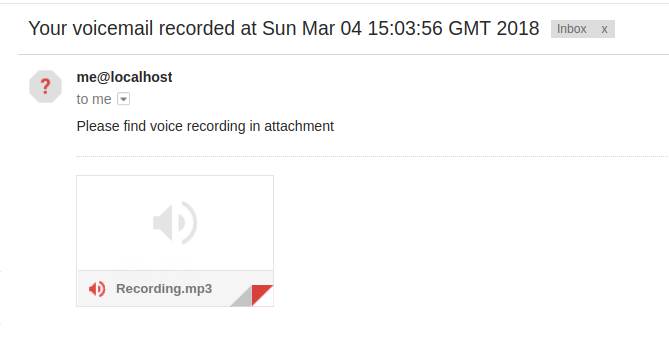 Your voicemail recorded at Sun Mar 04 15:03:56 GMT 2018 Inbox x
?
me@localhost
to me
Please find voice recording in attachment
Recording.mp3